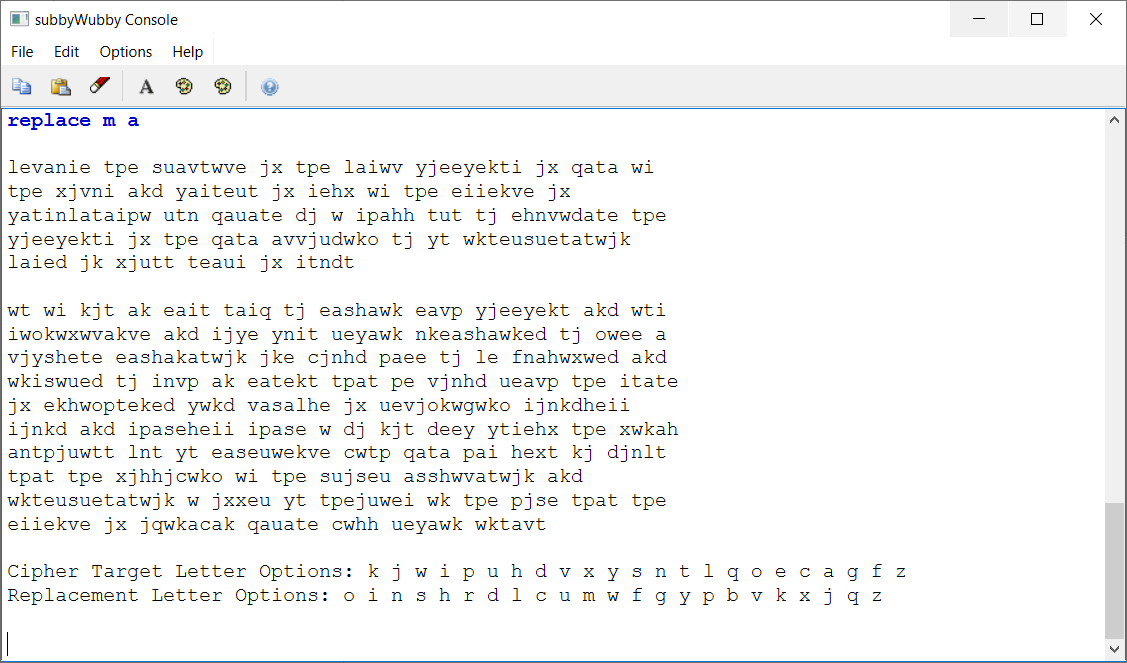 subbyWubby Console
File Edit Options Help
replace m a
levanie tpe suavtwve jx tpe laiwv yjeeyekti jx qata wi
tpe xjvni akd yaiteut jx iehx wi tpe eiiekve jx
yatinlataipw utn qauate dj w ipahh tut tj ehnvwdate tpe
yjeeyekti jx tpe qata avvjudwko tj yt wkteusuetatwjk
laied jk xjutt teaui jx itndt
wt wi kjt ak eait taiq tj eashawk eavp yjeeyekt akd wti
iwokwxwvakve akd ijye ynit ueyawk nkeashawked tj owee a
vjyshete eashakatwjk jke cjnhd paee tj le fnahwxwed akd
wkiswued tj invp ak eatekt tpat pe vjnhd ueavp tpe itate
jx ekhwopteked ywkd vasalhe jx uevjokwgwko ijnkdheii
ijnkd akd ipaseheii ipase w dj kjt deey ytiehx tpe xwkah
antpjuwtt lnt yt easeuwekve cwtp qata pai hext kj djnlt
tpat tpe xjhhjcwko wi tpe sujseu asshwvatwjk akd
wkteusuetatwjk w jxxeu yt tpejuwei wk tpe pjse tpat tpe
eiiekve jx jqwkacak qauate cwhh ueyawk wktavt
Cipher Target Letter Options: k j w i p u h d v x y s n t l q o e c a g f z
Replacement Letter Options: o i n s h r d l c u m w f g y p b v k x j q z